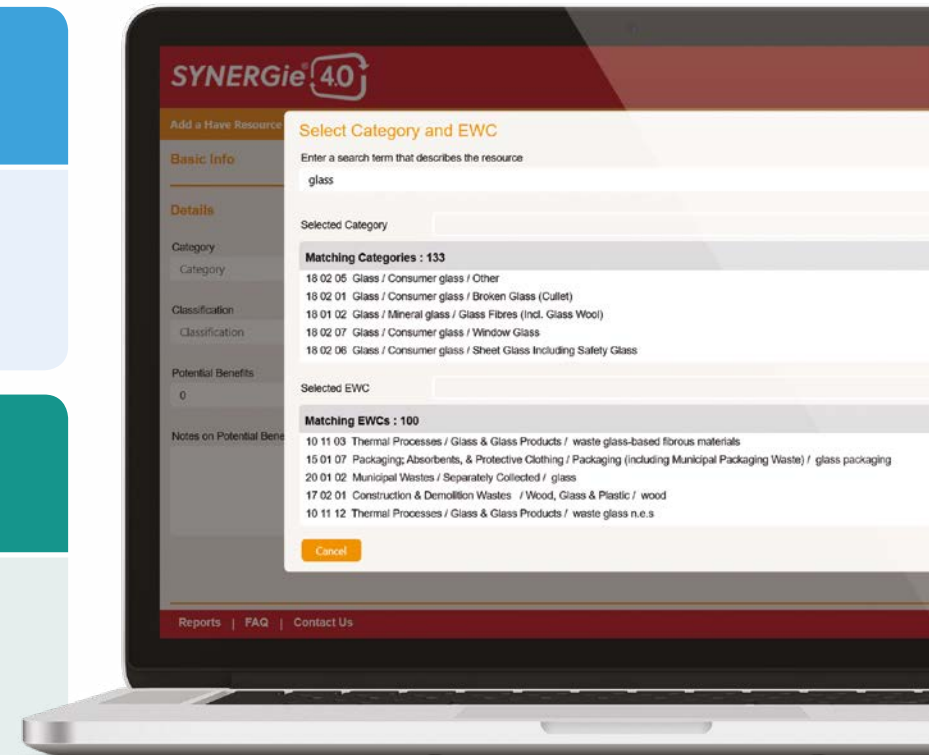 SYNERGie® 4.0
Add a Have Resource
Basic Info
Details
Category
Category
Classification
Classification
Potential Benefits
0
Notes on Potential Bene
Select Category and EWC
Enter a search term that describes the resource
glass
Selected Category
Matching Categories : 133
18 02 05 Glass / Consumer glass / Other
18 02 01 Glass / Consumer glass / Broken Glass (Cullet)
18 01 02 Glass / Mineral glass / Glass Fibres (Incl. Glass Wool)
18 02 07 Glass / Consumer glass / Window Glass
18 02 06 Glass / Consumer glass / Sheet Glass Including Safety Glass
Selected EWC
Matching EWCs : 100
10 11 03 Thermal Processes / Glass & Glass Products / waste glass-based fibrous materials
15 01 07 Packaging; Absorbents, & Protective Clothing / Packaging (including Municipal Packaging Waste) / glass packaging
20 01 02 Municipal Wastes / Separately Collected / glass
17 02 01 Construction & Demolition Wastes / Wood, Glass & Plastic / wood
10 11 12 Thermal Processes / Glass & Glass Products / waste glass n.e.s
Cancel
Reports | FAQ | Contact Us